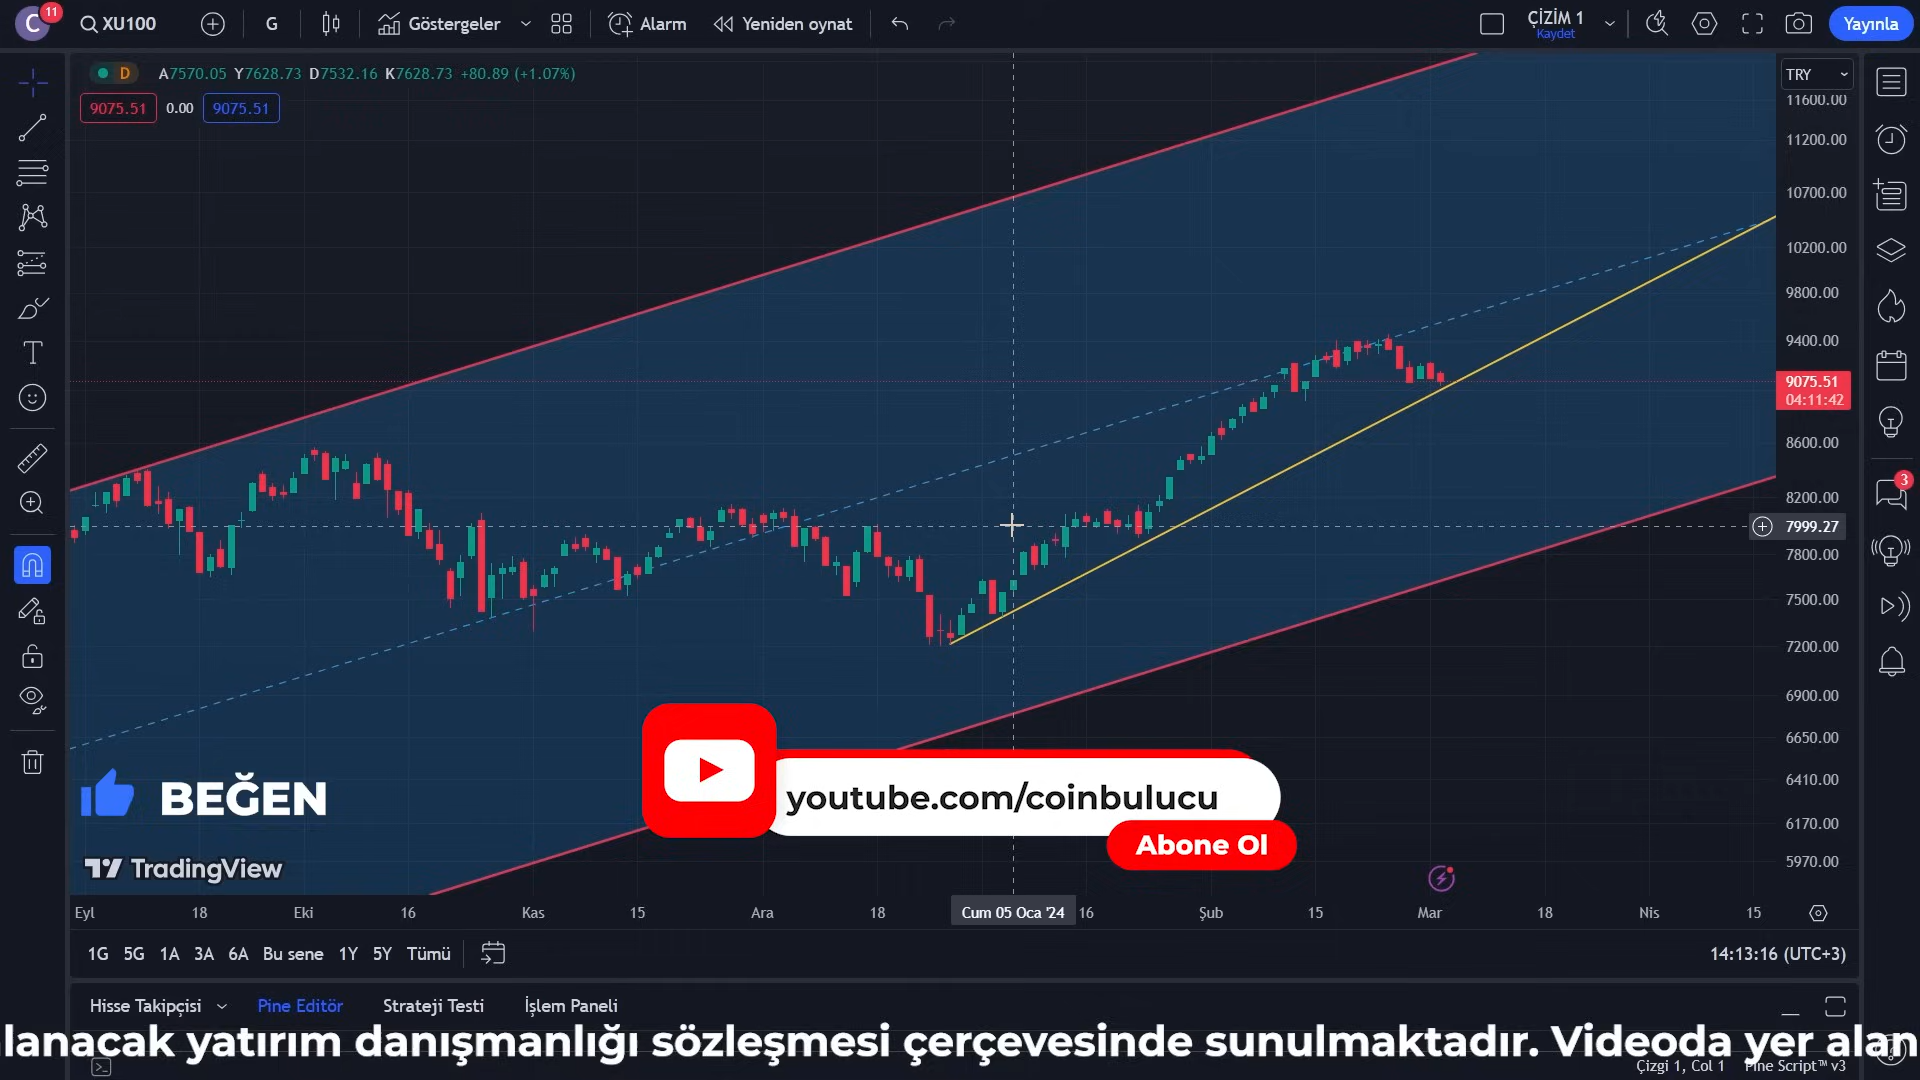 C 11 XU100 G Göstergeler Alarm Yeniden oynat ÇİZİM 1 Kaydet Yayınla
D A7570.05 Y7628.73 D7532.16 K7628.73 +80.89 (+1.07%)
9075.51 0.00 9075.51
TRY
11600.00
11200.00
10700.00
10200.00
9800.00
9400.00
9075.51
04:11:42
8600.00
8200.00
7999.27
7800.00
7500.00
7200.00
6900.00
6650.00
6410.00
6170.00
5970.00
3
BEĞEN
youtube.com/coinbulucu
Abone Ol
TradingView
Eyl 18 Eki 16 Kas 15 Ara 18 Cum 05 Oca '24 16 Şub 15 Mar 18 Nis 15
1G 5G 1A 3A 6A Bu sene 1Y 5Y Tümü 14:13:16 (UTC+3)
Hisse Takipçisi Pine Editör Strateji Testi İşlem Paneli
lanacak yatırım danışmanlığı sözleşmesi çerçevesinde sunulmaktadır. Videoda yer alan
Çizgi 1, Col 1 Pine Script™ v3